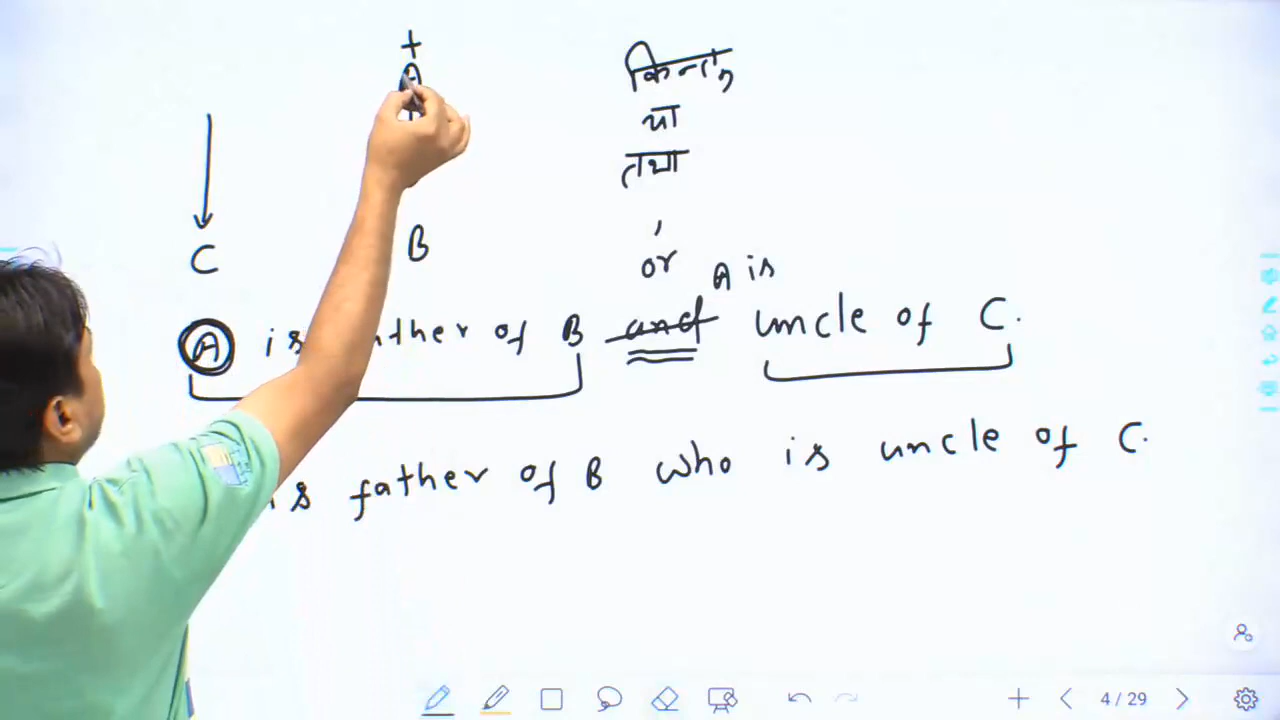 +
A
किन्तु
या
तथा
,
C
B
or
A is
A is father of B and uncle of C.
is father of B who is uncle of C.
4 / 29